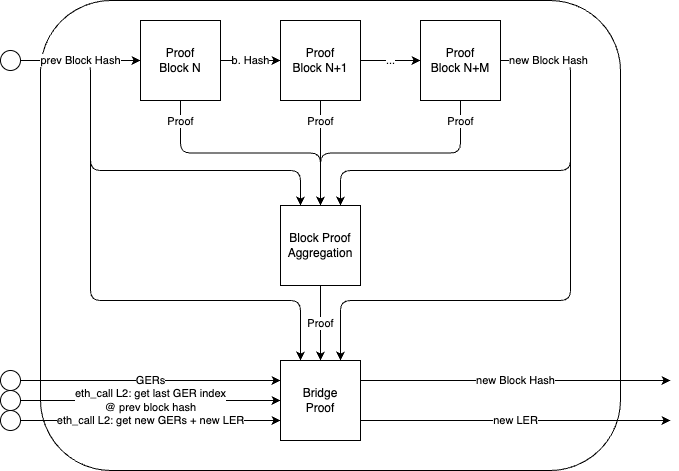 prev Block Hash
Proof
Block N
b. Hash
Proof
Block N+1
...
Proof
Block N+M
new Block Hash
Proof
Proof
Proof
Block Proof
Aggregation
Proof
GERs
eth_call L2: get last GER index
@ prev block hash
eth_call L2: get new GERs + new LER
Bridge
Proof
new Block Hash
new LER